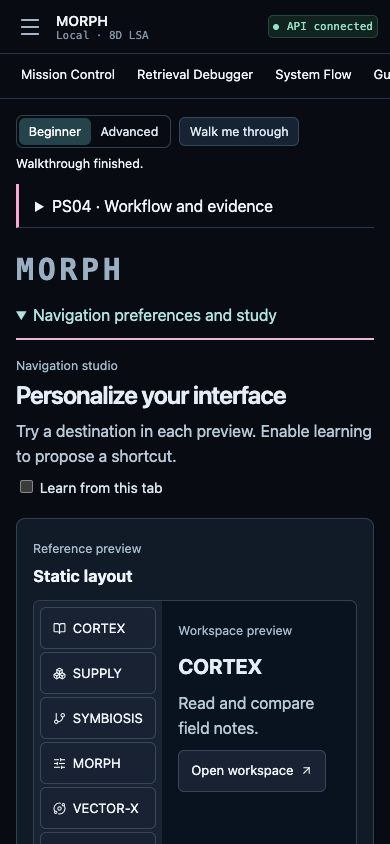 MORPH
Local · 8D LSA
API connected
Mission Control
Retrieval Debugger
System Flow
Gu
Beginner
Advanced
Walk me through
Walkthrough finished.
PS04 · Workflow and evidence
MORPH
Navigation preferences and study
Navigation studio
Personalize your interface
Try a destination in each preview. Enable learning
to propose a shortcut.
Learn from this tab
Reference preview
Static layout
CORTEX
SUPPLY
SYMBIOSIS
MORPH
VECTOR-X
Workspace preview
CORTEX
Read and compare
field notes.
Open workspace